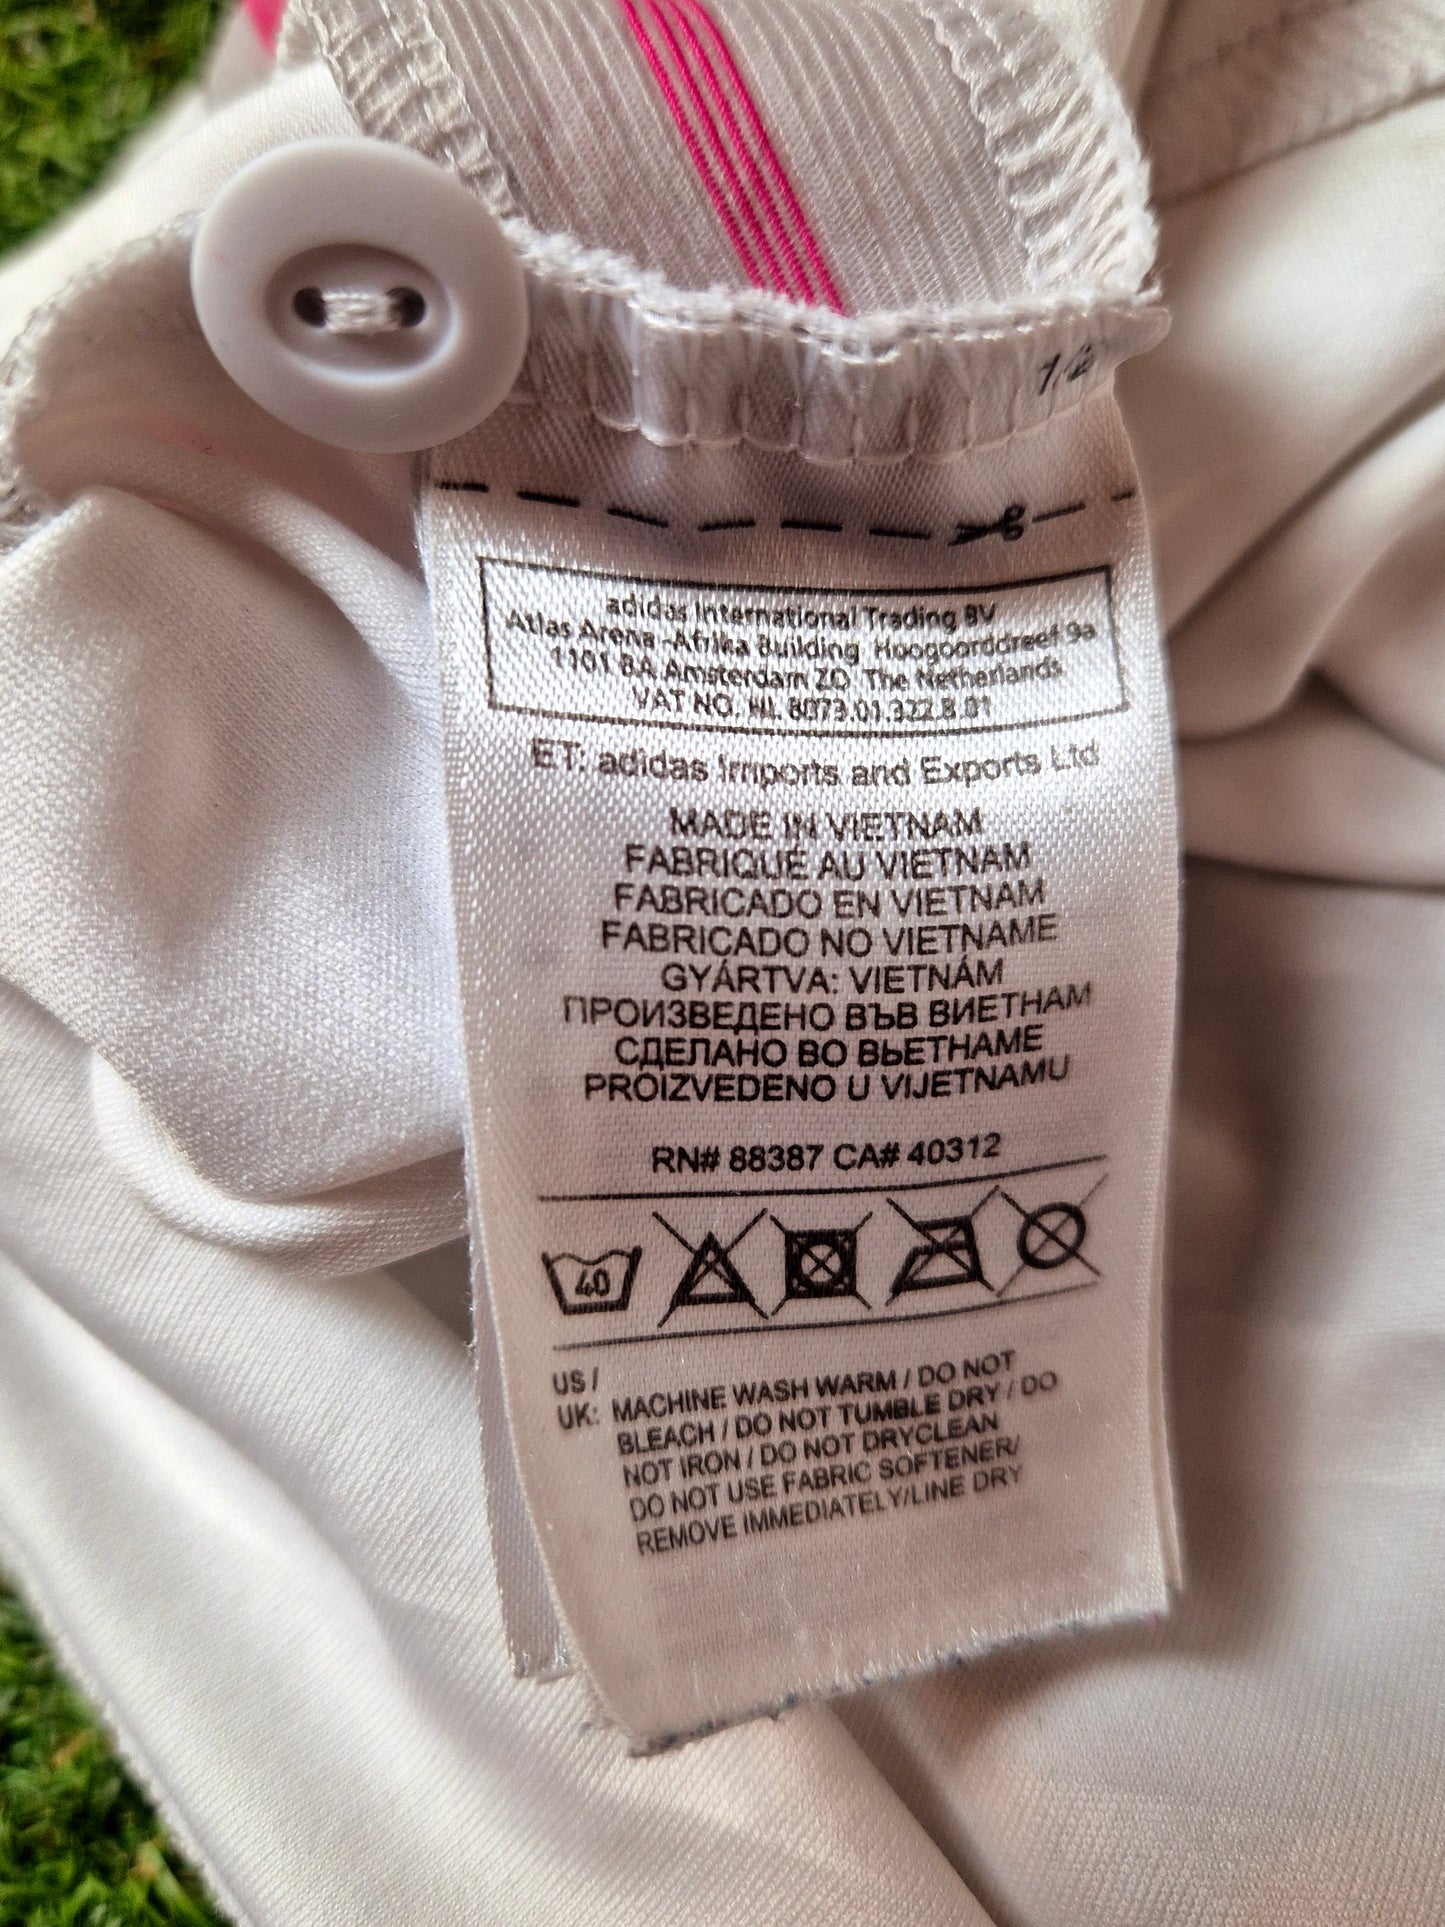 1/2
adidas International Trading BV
Atlas Arena -Afrika Building Hoogoorddreef 9a
1101 BA Amsterdam ZO The Netherlands
VAT NO. NL 8073.01.322.B.01
ET: adidas Imports and Exports Ltd
MADE IN VIETNAM
FABRIQUÉ AU VIETNAM
FABRICADO EN VIETNAM
FABRICADO NO VIETNAME
GYÁRTVA: VIETNÁM
ПРОИЗВЕДЕНО ВЪВ ВИЕТНАМ
СДЕЛАНО ВО ВЬЕТНАМЕ
PROIZVEDENO U VIJETNAMU
RN# 88387 CA# 40312
40
US /
UK: MACHINE WASH WARM / DO NOT
BLEACH / DO NOT TUMBLE DRY / DO
NOT IRON / DO NOT DRYCLEAN
DO NOT USE FABRIC SOFTENER/
REMOVE IMMEDIATELY/LINE DRY